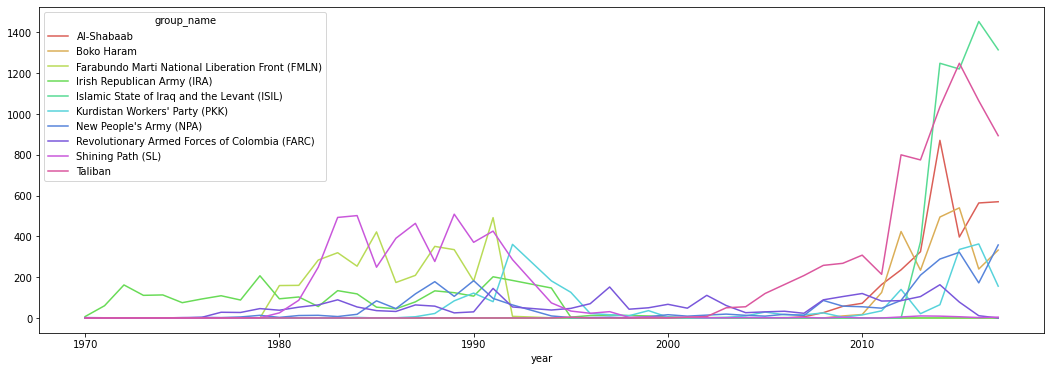 group_name
Al-Shabaab
Boko Haram
Farabundo Marti National Liberation Front (FMLN)
Irish Republican Army (IRA)
Islamic State of Iraq and the Levant (ISIL)
Kurdistan Workers' Party (PKK)
New People's Army (NPA)
Revolutionary Armed Forces of Colombia (FARC)
Shining Path (SL)
Taliban
1400
1200
1000
800
600
400
200
0
1970 1980 1990 2000 2010
year